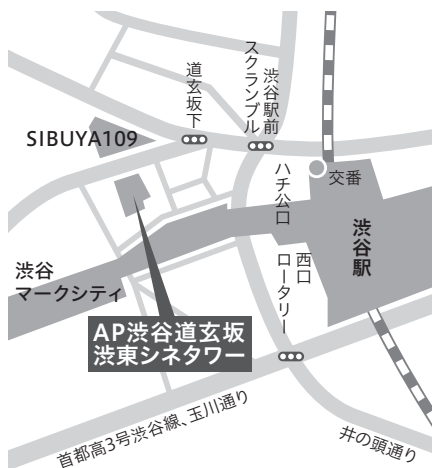 道玄坂下
渋谷駅前
スクランブル
SIBUYA109
ハチ公口
交番
渋谷駅
西口
ロータリー
渋谷
マークシティ
AP渋谷道玄坂
渋東シネタワー
首都高3号渋谷線、玉川通り
井の頭通り